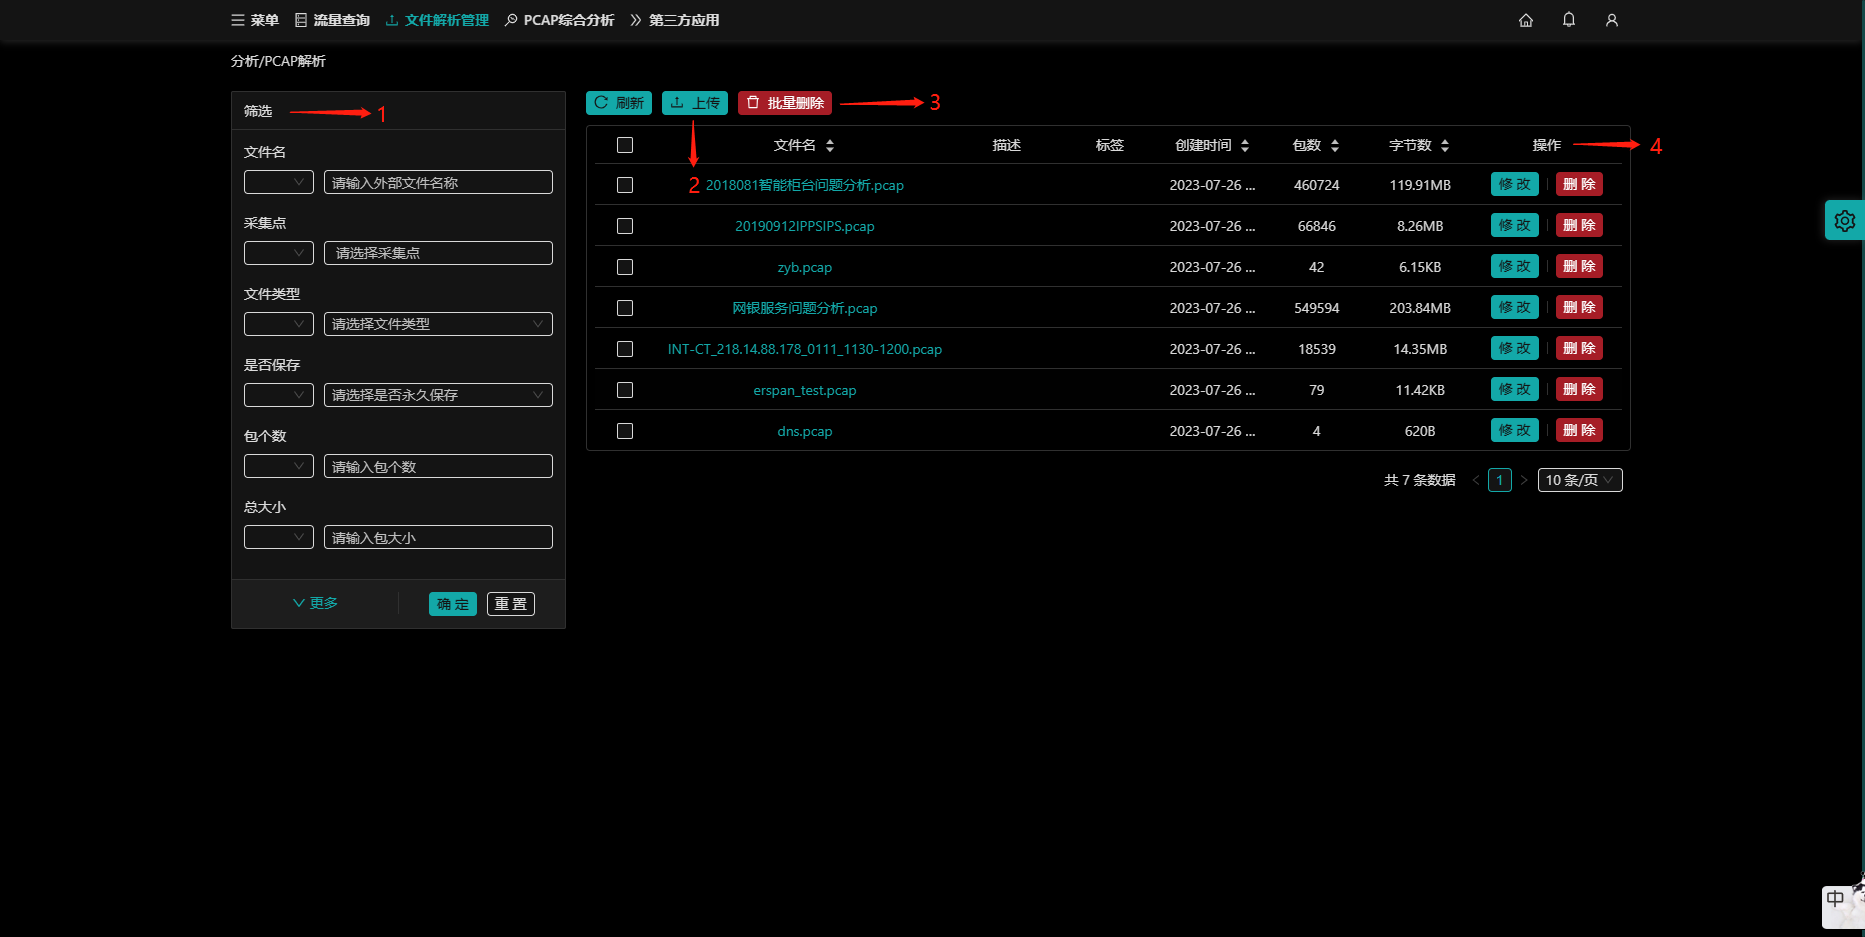 菜单 流量查询 文件解析管理 PCAP综合分析 第三方应用
分析/PCAP解析
筛选 1
文件名
请输入外部文件名称
采集点
请选择采集点
文件类型
请选择文件类型
是否保存
请选择是否永久保存
包个数
请输入包个数
总大小
请输入包大小
更多 确 定 重 置
刷新 上传 批量删除 3
文件名 描述 标签 创建时间 包数 字节数 操作 4
2 2018081智能柜台问题分析.pcap 2023-07-26 ... 460724 119.91MB 修 改 删 除
20190912IPPSIPS.pcap 2023-07-26 ... 66846 8.26MB 修 改 删 除
zyb.pcap 2023-07-26 ... 42 6.15KB 修 改 删 除
网银服务问题分析.pcap 2023-07-26 ... 549594 203.84MB 修 改 删 除
INT-CT_218.14.88.178_0111_1130-1200.pcap 2023-07-26 ... 18539 14.35MB 修 改 删 除
erspan_test.pcap 2023-07-26 ... 79 11.42KB 修 改 删 除
dns.pcap 2023-07-26 ... 4 620B 修 改 删 除
共 7 条数据 < 1 > 10 条/页
中